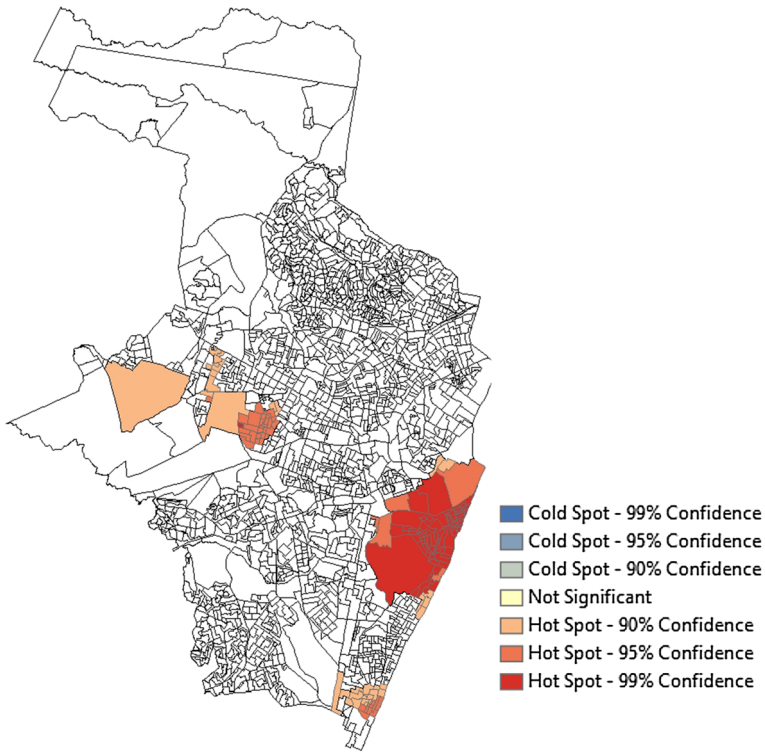 Cold Spot - 99% Confidence
Cold Spot - 95% Confidence
Cold Spot - 90% Confidence
Not Significant
Hot Spot - 90% Confidence
Hot Spot - 95% Confidence
Hot Spot - 99% Confidence